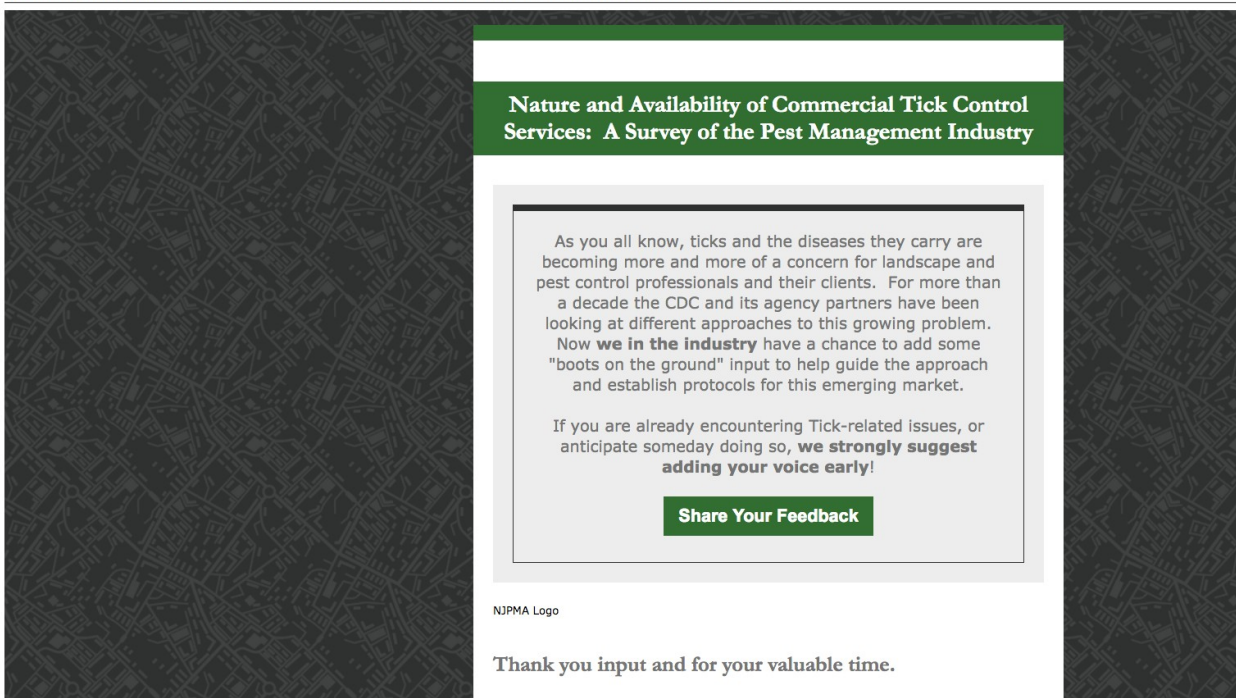 Nature and Availability of Commercial Tick Control
Services:  A Survey of the Pest Management Industry
As you all know, ticks and the diseases they carry are
becoming more and more of a concern for landscape and
pest control professionals and their clients.  For more than
a decade the CDC and its agency partners have been
looking at different approaches to this growing problem.
Now we in the industry have a chance to add some
"boots on the ground" input to help guide the approach
and establish protocols for this emerging market.
If you are already encountering Tick-related issues, or
anticipate someday doing so, we strongly suggest
adding your voice early!
Share Your Feedback
NJPMA Logo
Thank you input and for your valuable time.